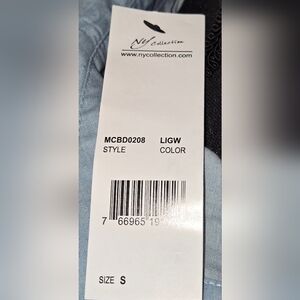 NY Collection
www.nycollection.com
MCBD0208 LIGW
STYLE COLOR
7 66965 19
SIZE S